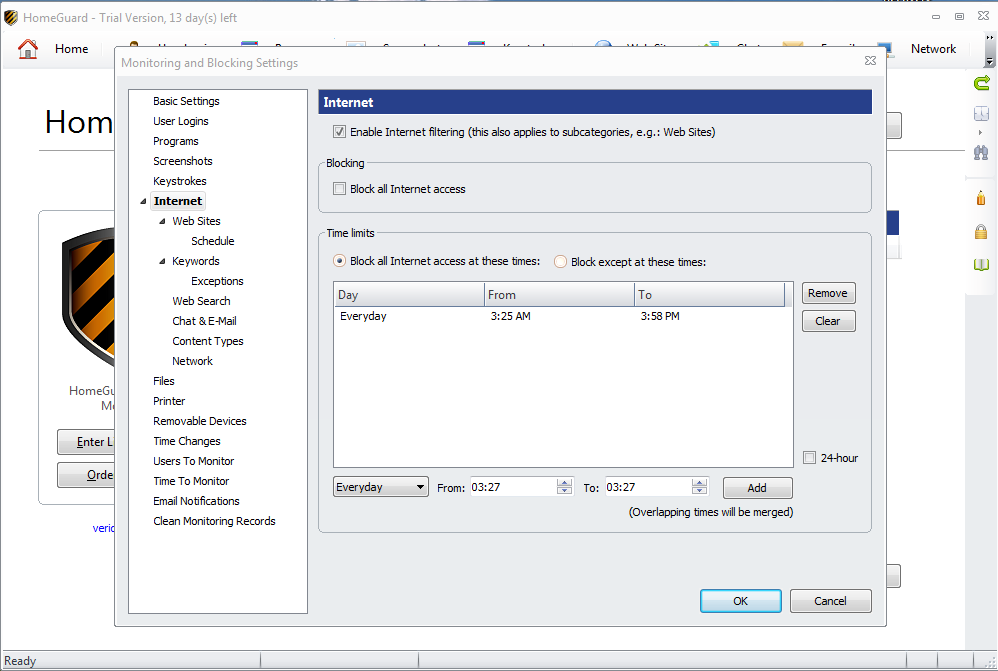 HomeGuard - Trial Version, 13 day(s) left
Home
Network
Monitoring and Blocking Settings
Hom
HomeGu
Enter L
Orde
Basic Settings
User Logins
Programs
Screenshots
Keystrokes
Internet
Web Sites
Schedule
Keywords
Exceptions
Web Search
Chat & E-Mail
Content Types
Network
Files
Printer
Removable Devices
Time Changes
Users To Monitor
Time To Monitor
Email Notifications
Clean Monitoring Records
Internet
Enable Internet filtering (this also applies to subcategories, e.g.: Web Sites)
Blocking
Block all Internet access
Time limits
Block all Internet access at these times: Block except at these times:
Day From To
Everyday 3:25 AM 3:58 PM
Remove
Clear
24-hour
Everyday From: 03:27 To: 03:27 Add
(Overlapping times will be merged)
OK Cancel
Ready